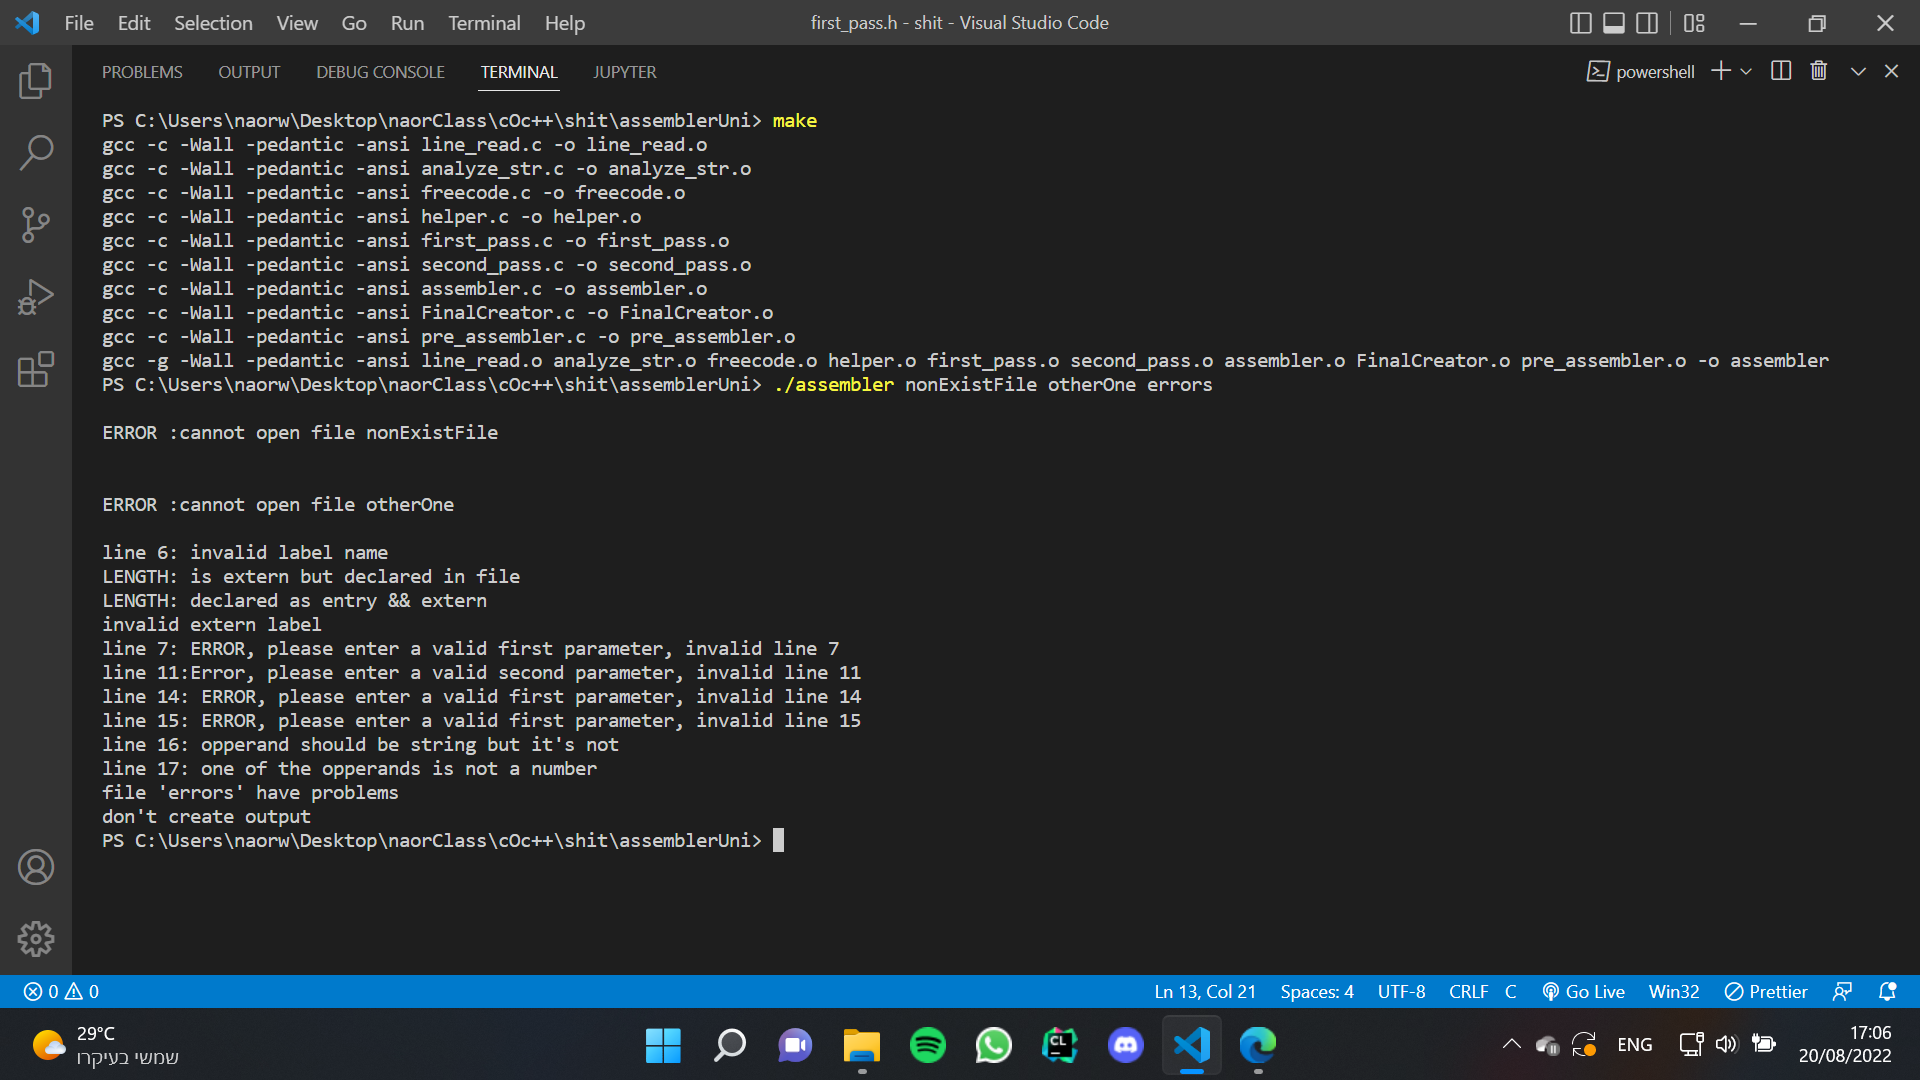 File Edit Selection View Go Run Terminal Help
first_pass.h - shit - Visual Studio Code
PROBLEMS OUTPUT DEBUG CONSOLE TERMINAL JUPYTER
powershell
PS C:\Users\naorw\Desktop\naorClass\cOc++\shit\assemblerUni> make
gcc -c -Wall -pedantic -ansi line_read.c -o line_read.o
gcc -c -Wall -pedantic -ansi analyze_str.c -o analyze_str.o
gcc -c -Wall -pedantic -ansi freecode.c -o freecode.o
gcc -c -Wall -pedantic -ansi helper.c -o helper.o
gcc -c -Wall -pedantic -ansi first_pass.c -o first_pass.o
gcc -c -Wall -pedantic -ansi second_pass.c -o second_pass.o
gcc -c -Wall -pedantic -ansi assembler.c -o assembler.o
gcc -c -Wall -pedantic -ansi FinalCreator.c -o FinalCreator.o
gcc -c -Wall -pedantic -ansi pre_assembler.c -o pre_assembler.o
gcc -g -Wall -pedantic -ansi line_read.o analyze_str.o freecode.o helper.o first_pass.o second_pass.o assembler.o FinalCreator.o pre_assembler.o -o assembler
PS C:\Users\naorw\Desktop\naorClass\cOc++\shit\assemblerUni> ./assembler nonExistFile otherOne errors
ERROR :cannot open file nonExistFile
ERROR :cannot open file otherOne
line 6: invalid label name
LENGTH: is extern but declared in file
LENGTH: declared as entry && extern
invalid extern label
line 7: ERROR, please enter a valid first parameter, invalid line 7
line 11:Error, please enter a valid second parameter, invalid line 11
line 14: ERROR, please enter a valid first parameter, invalid line 14
line 15: ERROR, please enter a valid first parameter, invalid line 15
line 16: opperand should be string but it's not
line 17: one of the opperands is not a number
file 'errors' have problems
don't create output
PS C:\Users\naorw\Desktop\naorClass\cOc++\shit\assemblerUni>
0 0
Ln 13, Col 21 Spaces: 4 UTF-8 CRLF C Go Live Win32 Prettier
29°C
שמשי בעיקרו
CL
ENG
17:06
20/08/2022